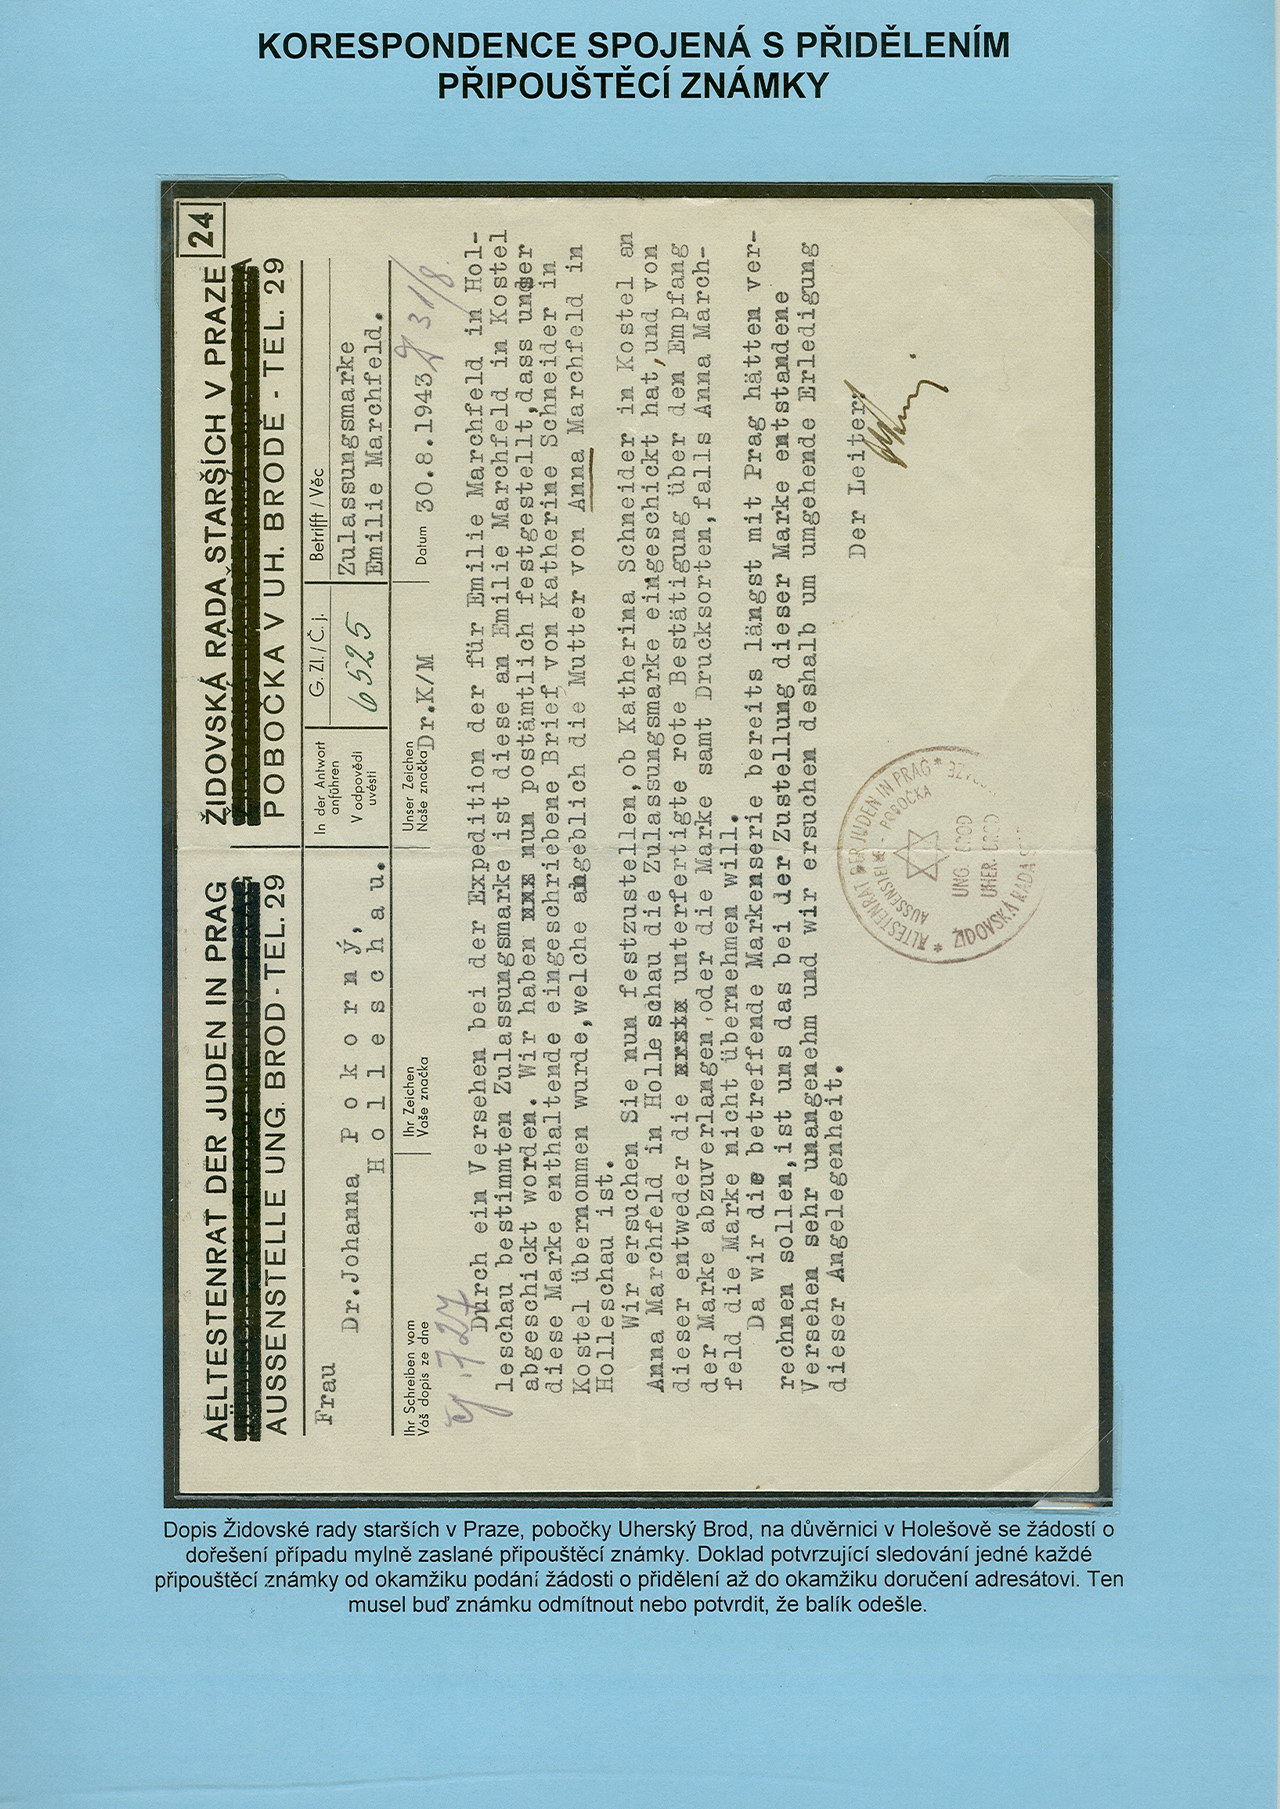 KORESPONDENCE SPOJENÁ S PŘIDĚLENÍM
PŘIPOUŠTĚCÍ ZNÁMKY
24
AËLTESTENRAT DER JUDEN IN PRAG
AUSSENSTELLE UNG. BROD - TEL. 29
ŽIDOVSKÁ RADA STARŠÍCH V PRAZE
POBOČKA V UH. BRODĚ - TEL. 29
Frau
Dr.Johanna P o k o r n ý,
H o l l e s c h a u.
In der Antwort
anführen
V odpovědi
uvésti
G. Zl./Č. j.
6525
Betrifft/Věc
Zulassungsmarke
Emilie Marchfeld.
Ihr Schreiben vom
Váš dopis ze dne
Ihr Zeichen
Vaše značka
Unser Zeichen
Naše značka
Dr.K/M
Datum 30.8.1943
31/8
727
Durch ein Versehen bei der Expedition der für Emilie Marchfeld in Hol-
leschau bestimmten Zulassungsmarke ist diese an Emilie Marchfeld in Kostel
abgeschickt worden. Wir haben nun postämtlich festgestellt,dass unser
diese Marke enthaltende eingeschriebene Brief von Katherine Schneider in
Kostel übernommen wurde,welche angeblich die Mutter von Anna Marchfeld in
Holleschau ist.
Wir ersuchen Sie nun festzustellen,ob Katherina Schneider in Kostel an
Anna Marchfeld in Holleschau die Zulassungsmarke eingeschickt hat,und von
dieser entweder die unterfertigte rote Bestätigung über den Empfang
der Marke abzuverlangen,oder die Marke samt Drucksorten,falls Anna March-
feld die Marke nicht übernehmen will.
Da wir die betreffende Markenserie bereits längst mit Prag hätten ver-
rechnen sollen,ist uns das bei der Zustellung dieser Marke entstandene
Versehen sehr unangenehm und wir ersuchen deshalb um umgehende Erledigung
dieser Angelegenheit.
Der Leiter
ÄLTESTENRAT DER JUDEN IN PRAG *
AUSSENSTELLE - POBOČKA
UNG. BROD
UHER. BROD
* ŽIDOVSKÁ RADA
Dopis Židovské rady starších v Praze, pobočky Uherský Brod, na důvěrnici v Holešově se žádostí o
dořešení případu mylně zaslané připouštěcí známky. Doklad potvrzující sledování jedné každé
připouštěcí známky od okamžiku podání žádosti o přidělení až do okamžiku doručení adresátovi. Ten
musel buď známku odmítnout nebo potvrdit, že balík odešle.